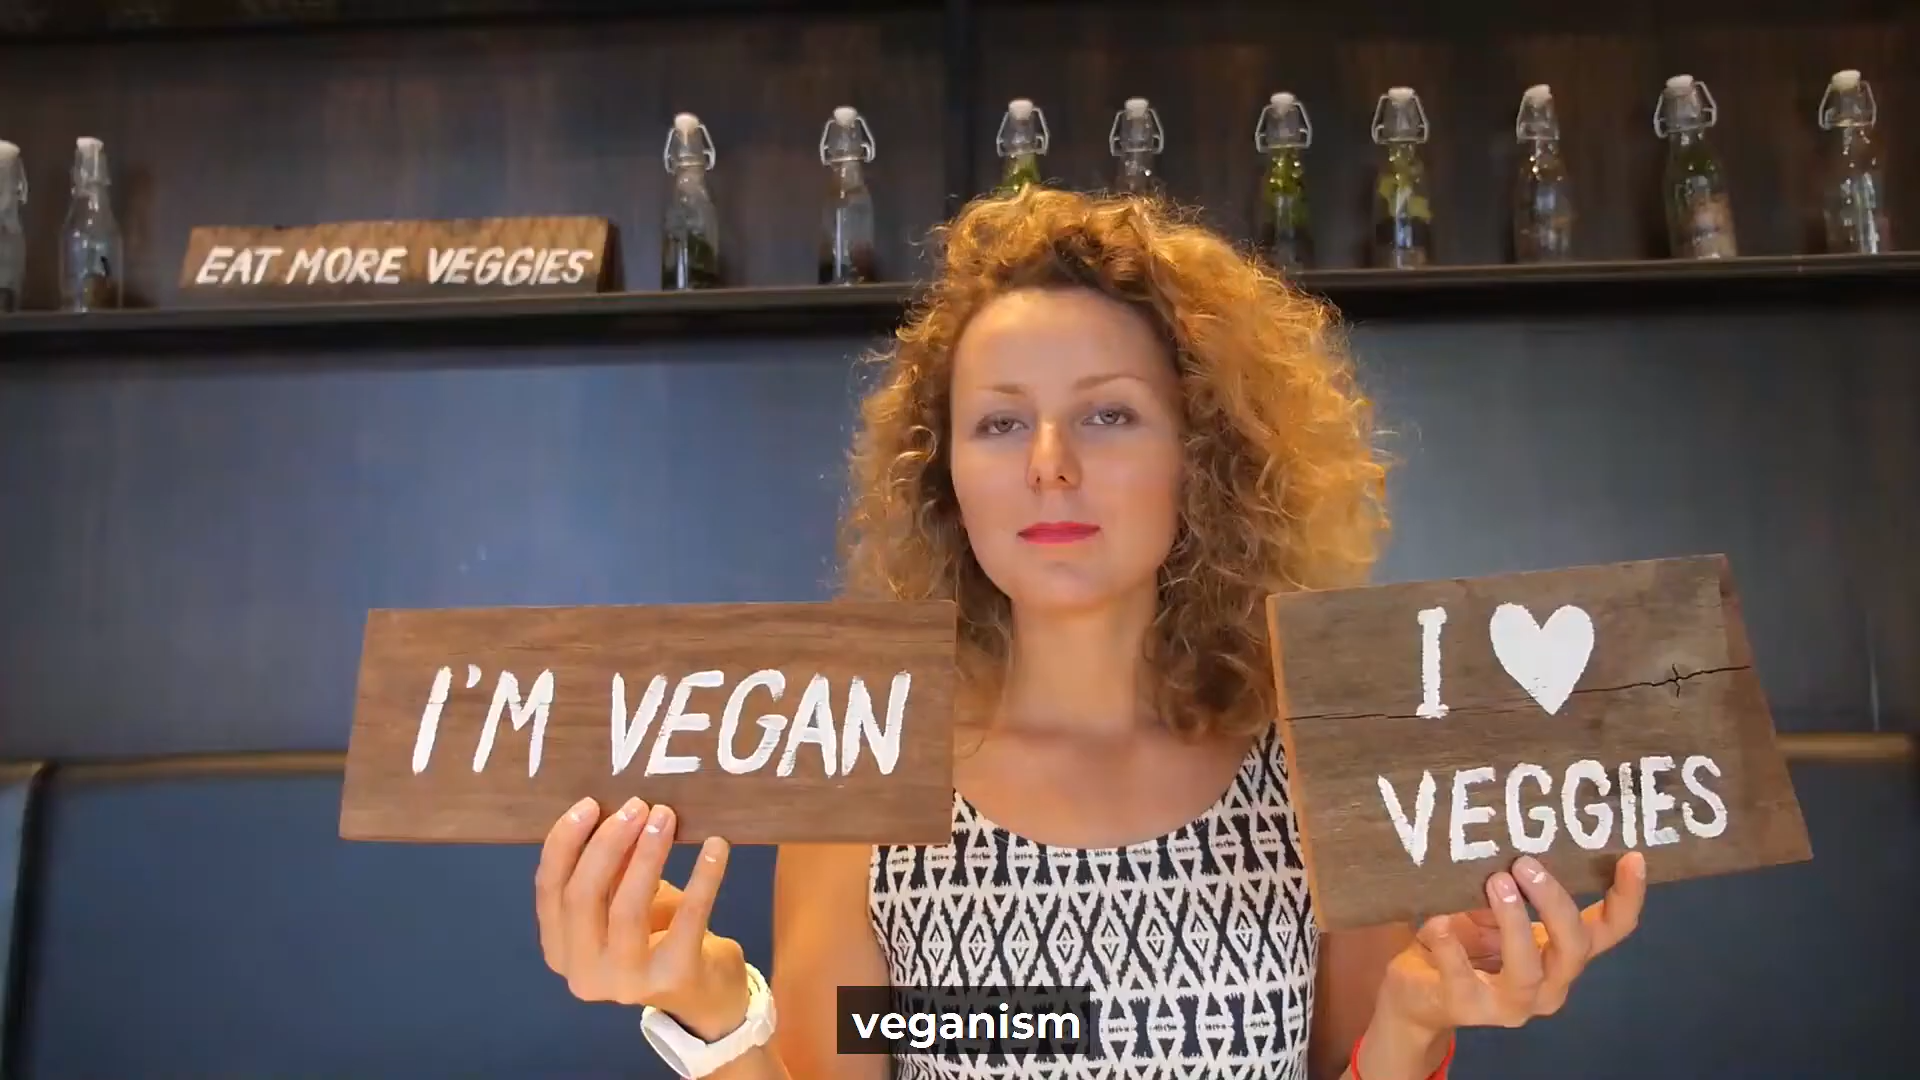 EAT MORE VEGGIES
I'M VEGAN
I ♥
VEGGIES
veganism